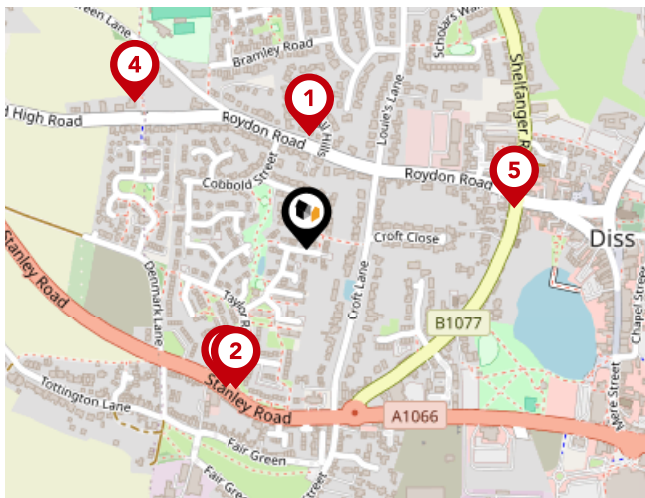 Green Lane
Scholars Wa
Bramley Road
4
1
Shelfanger R
Louie's Lane
d High Road
Roydon Road
Hills
5
Roydon Road
Cobbold Street
Croft Close
Diss
Stanley Road
Denmark Lane
Taylor R
Croft Lane
Chapel Street
B1077
2
Stanley Road
Tottington Lane
A1066
Mere Street
Fair Green
Fair Green
Street